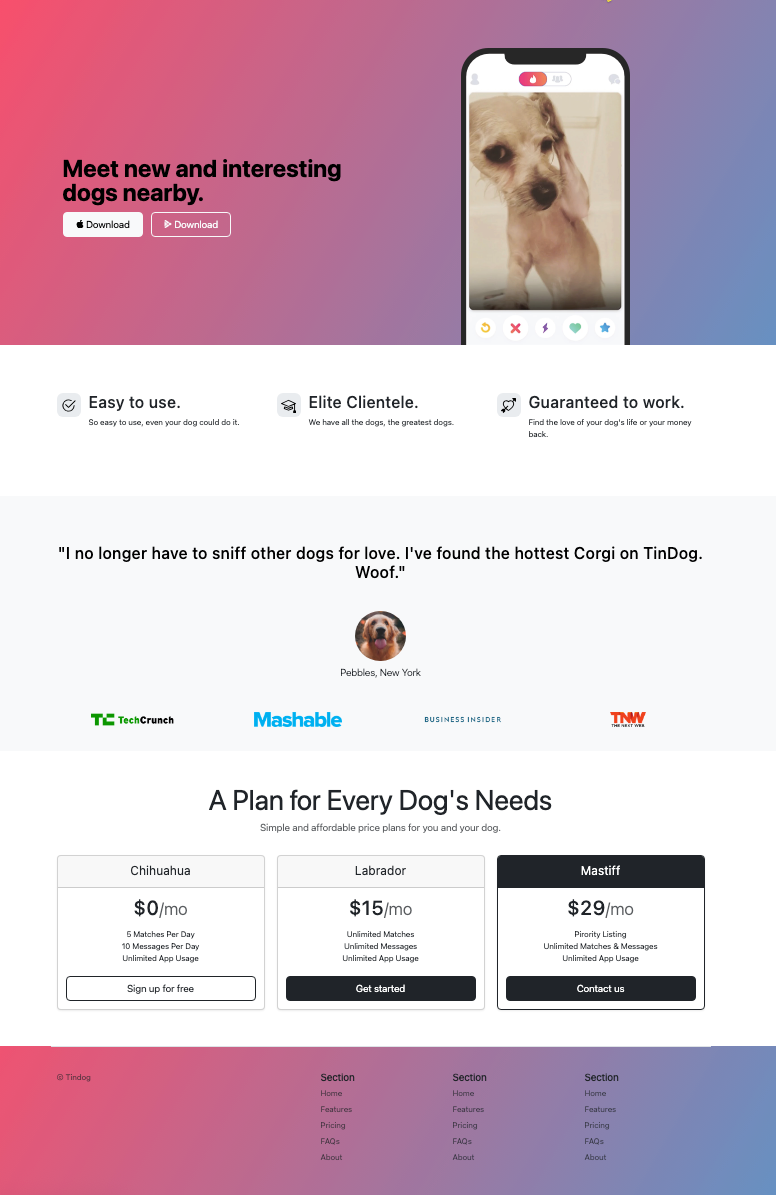 Meet new and interesting
dogs nearby.
Download
Download
Easy to use.
So easy to use, even your dog could do it.
Elite Clientele.
We have all the dogs, the greatest dogs.
Guaranteed to work.
Find the love of your dog's life or your money
back.
"I no longer have to sniff other dogs for love. I've found the hottest Corgi on TinDog.
Woof."
Pebbles, New York
TC TechCrunch
Mashable
BUSINESS INSIDER
TNW
THE NEXT WEB
A Plan for Every Dog's Needs
Simple and affordable price plans for you and your dog.
Chihuahua
$0/mo
5 Matches Per Day
10 Messages Per Day
Unlimited App Usage
Sign up for free
Labrador
$15/mo
Unlimited Matches
Unlimited Messages
Unlimited App Usage
Get started
Mastiff
$29/mo
Pirority Listing
Unlimited Matches & Messages
Unlimited App Usage
Contact us
© Tindog
Section
Home
Features
Pricing
FAQs
About
Section
Home
Features
Pricing
FAQs
About
Section
Home
Features
Pricing
FAQs
About